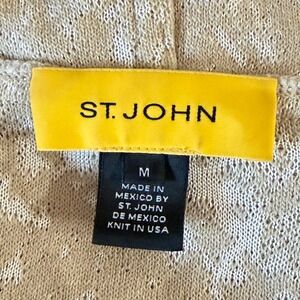 ST. JOHN
M
MADE IN
MEXICO BY
ST. JOHN
DE MEXICO
KNIT IN USA